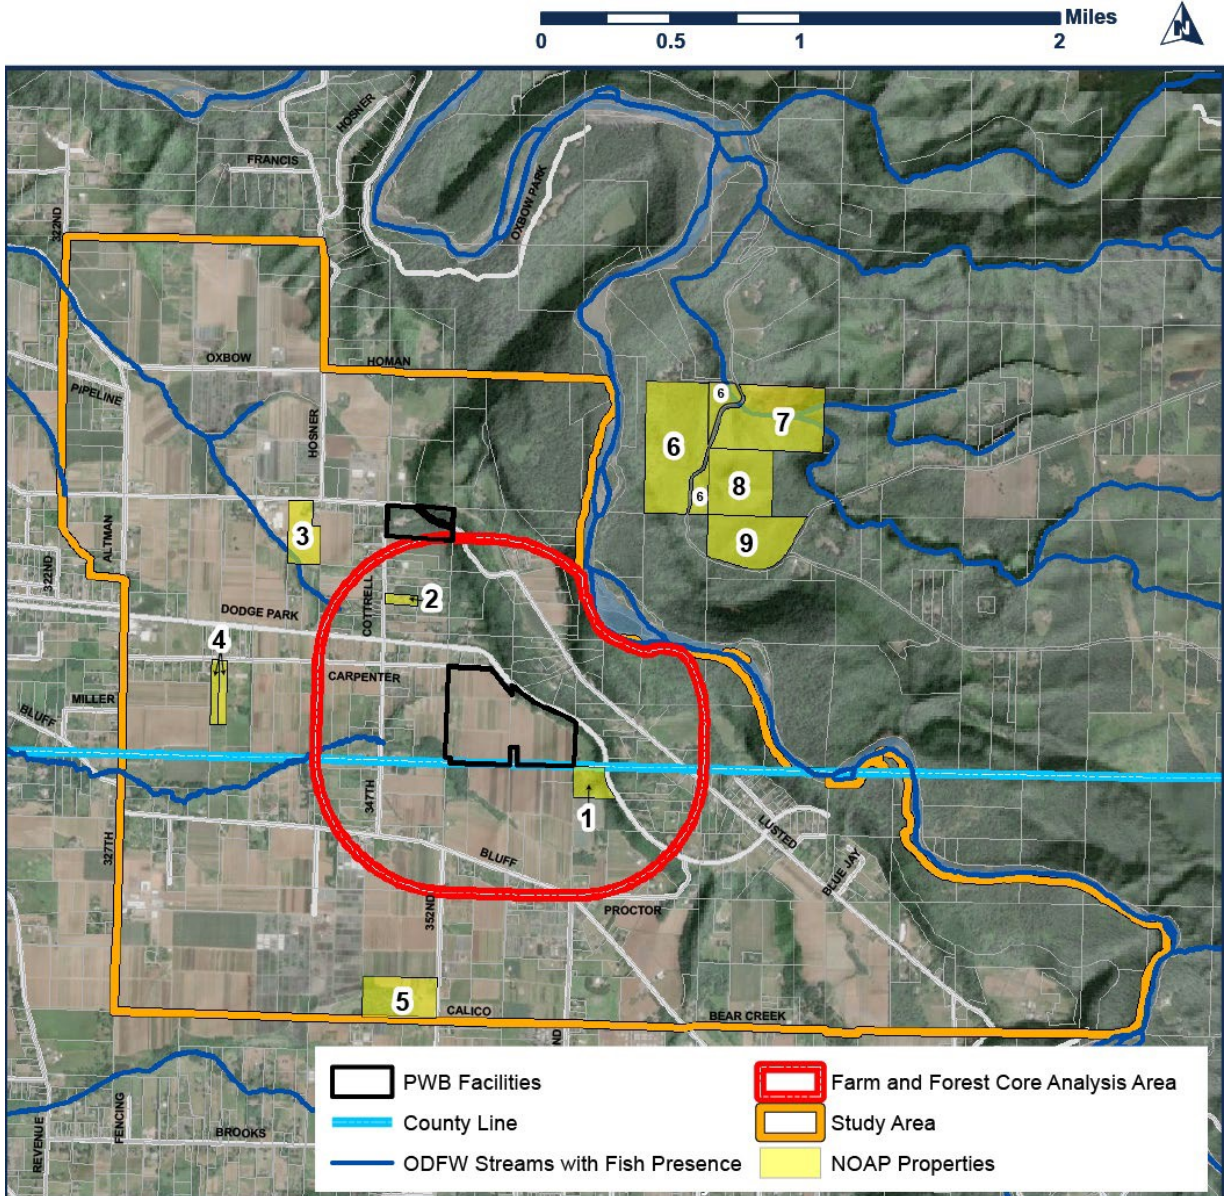 Miles
0 0.5 1 2
N
HOSNER
FRANCIS
OXBOW PARK
322ND
OXBOW
HOMAN
PIPELINE
HOSNER
6
7
6
8
6
ALTMAN
3
9
322ND
2
COTTRELL
DODGE PARK
4
CARPENTER
MILLER
BLUFF
347TH
1
LUSTED
327TH
BLUFF
BLUE JAY
352ND
PROCTOR
5
CALICO
BEAR CREEK
ND
PWB Facilities
Farm and Forest Core Analysis Area
County Line
Study Area
ODFW Streams with Fish Presence
NOAP Properties
FENCING
REVENUE
BROOKS